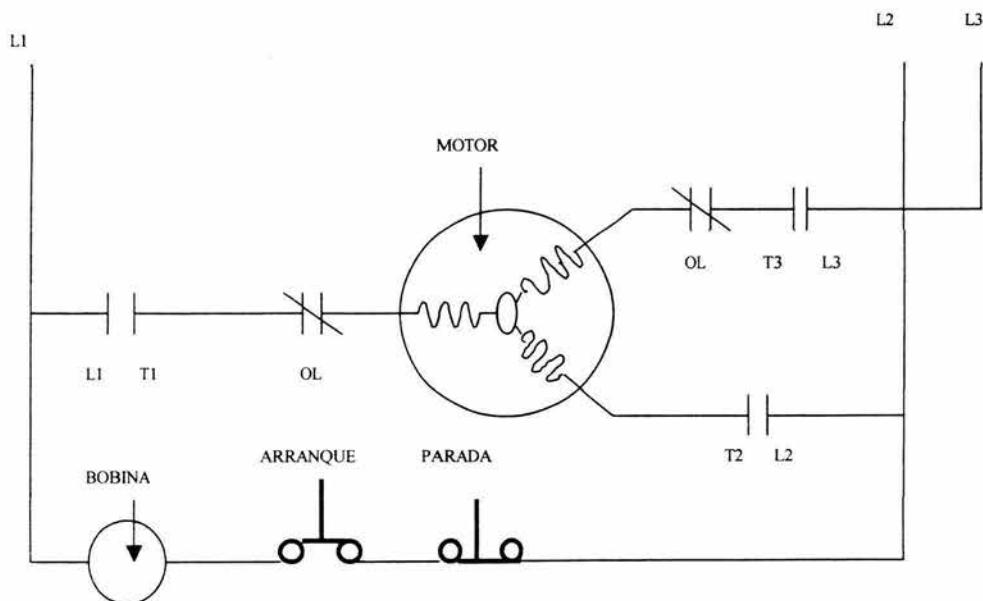 L2 L3
L1
MOTOR
OL T3 L3
L1 T1 OL
ARRANQUE PARADA T2 L2
BOBINA